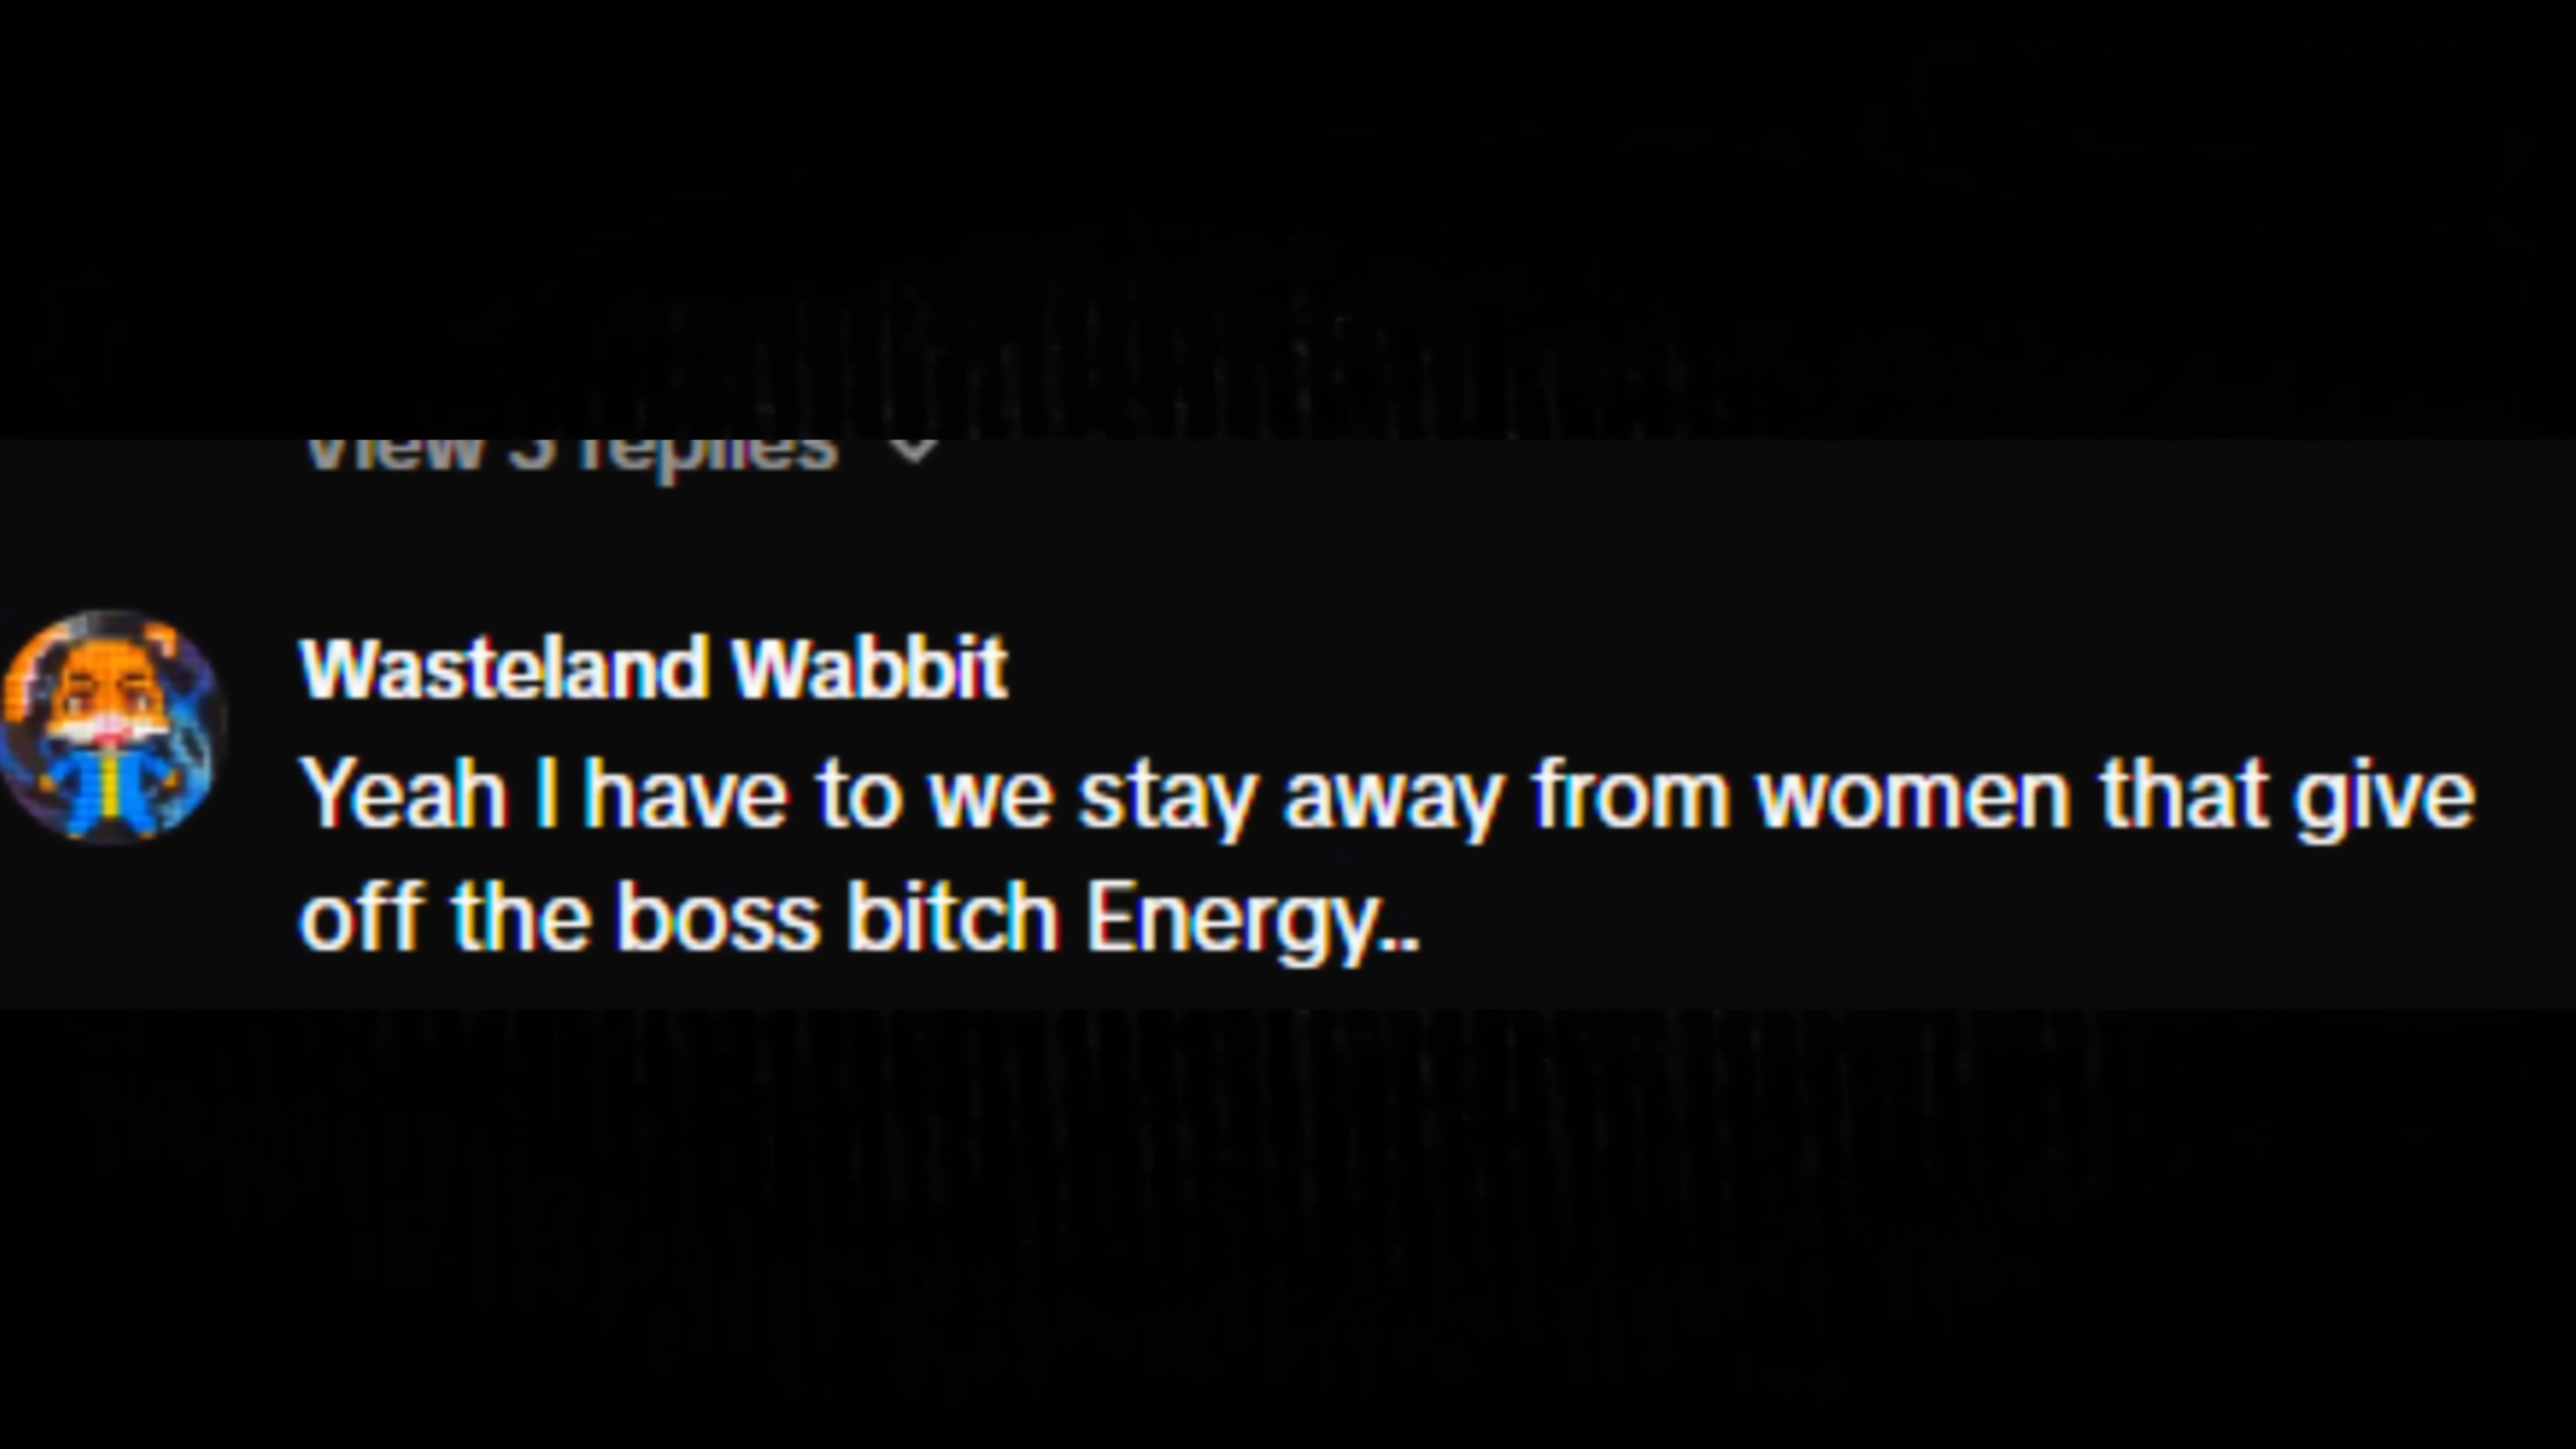 View 3 replies
Wasteland Wabbit
Yeah I have to we stay away from women that give
off the boss bitch Energy..